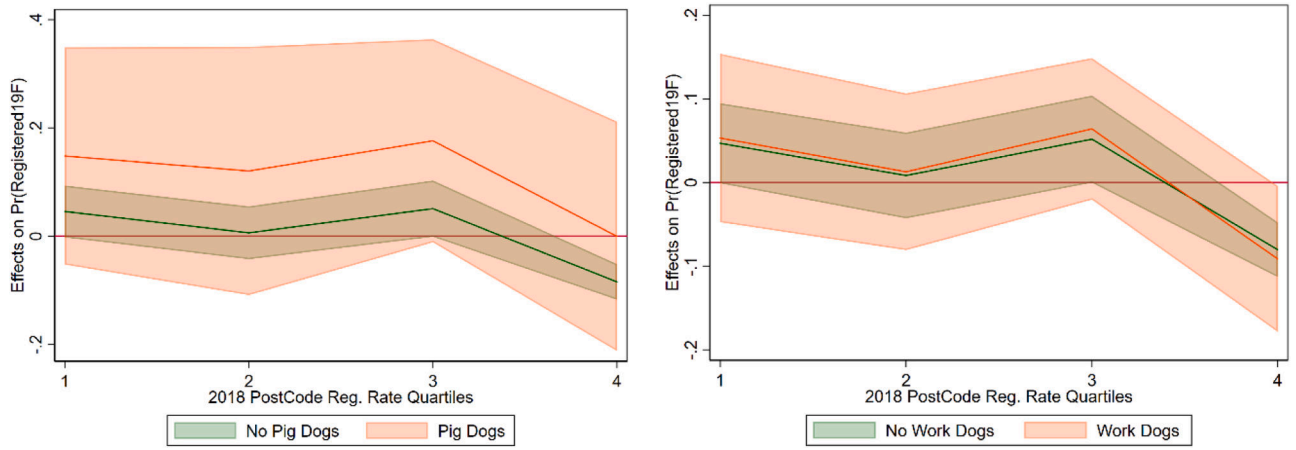 Effects on Pr(Registered19F)
.4
.2
0
-.2
1 2 3 4
2018 PostCode Reg. Rate Quartiles
No Pig Dogs Pig Dogs
Effects on Pr(Registered19F)
.2
.1
0
-.1
-.2
1 2 3 4
2018 PostCode Reg. Rate Quartiles
No Work Dogs Work Dogs